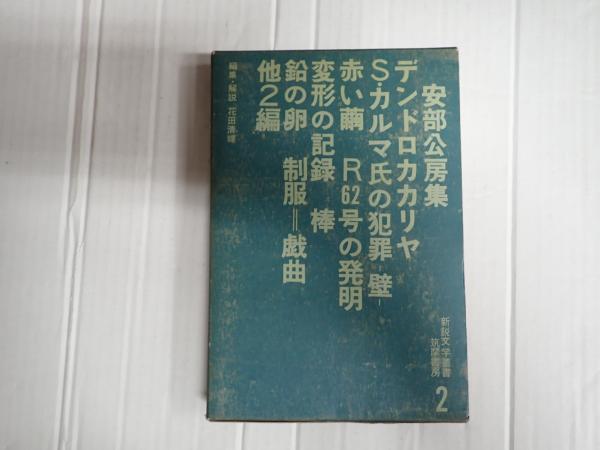 安部公房集
デンドロカカリヤ
S・カルマ氏の犯罪-壁-
赤い繭　R62号の発明
変形の記録　棒
鉛の卵　制服＝戯曲
他2編
編集・解説　花田清輝
新鋭文学叢書
筑摩書房
2